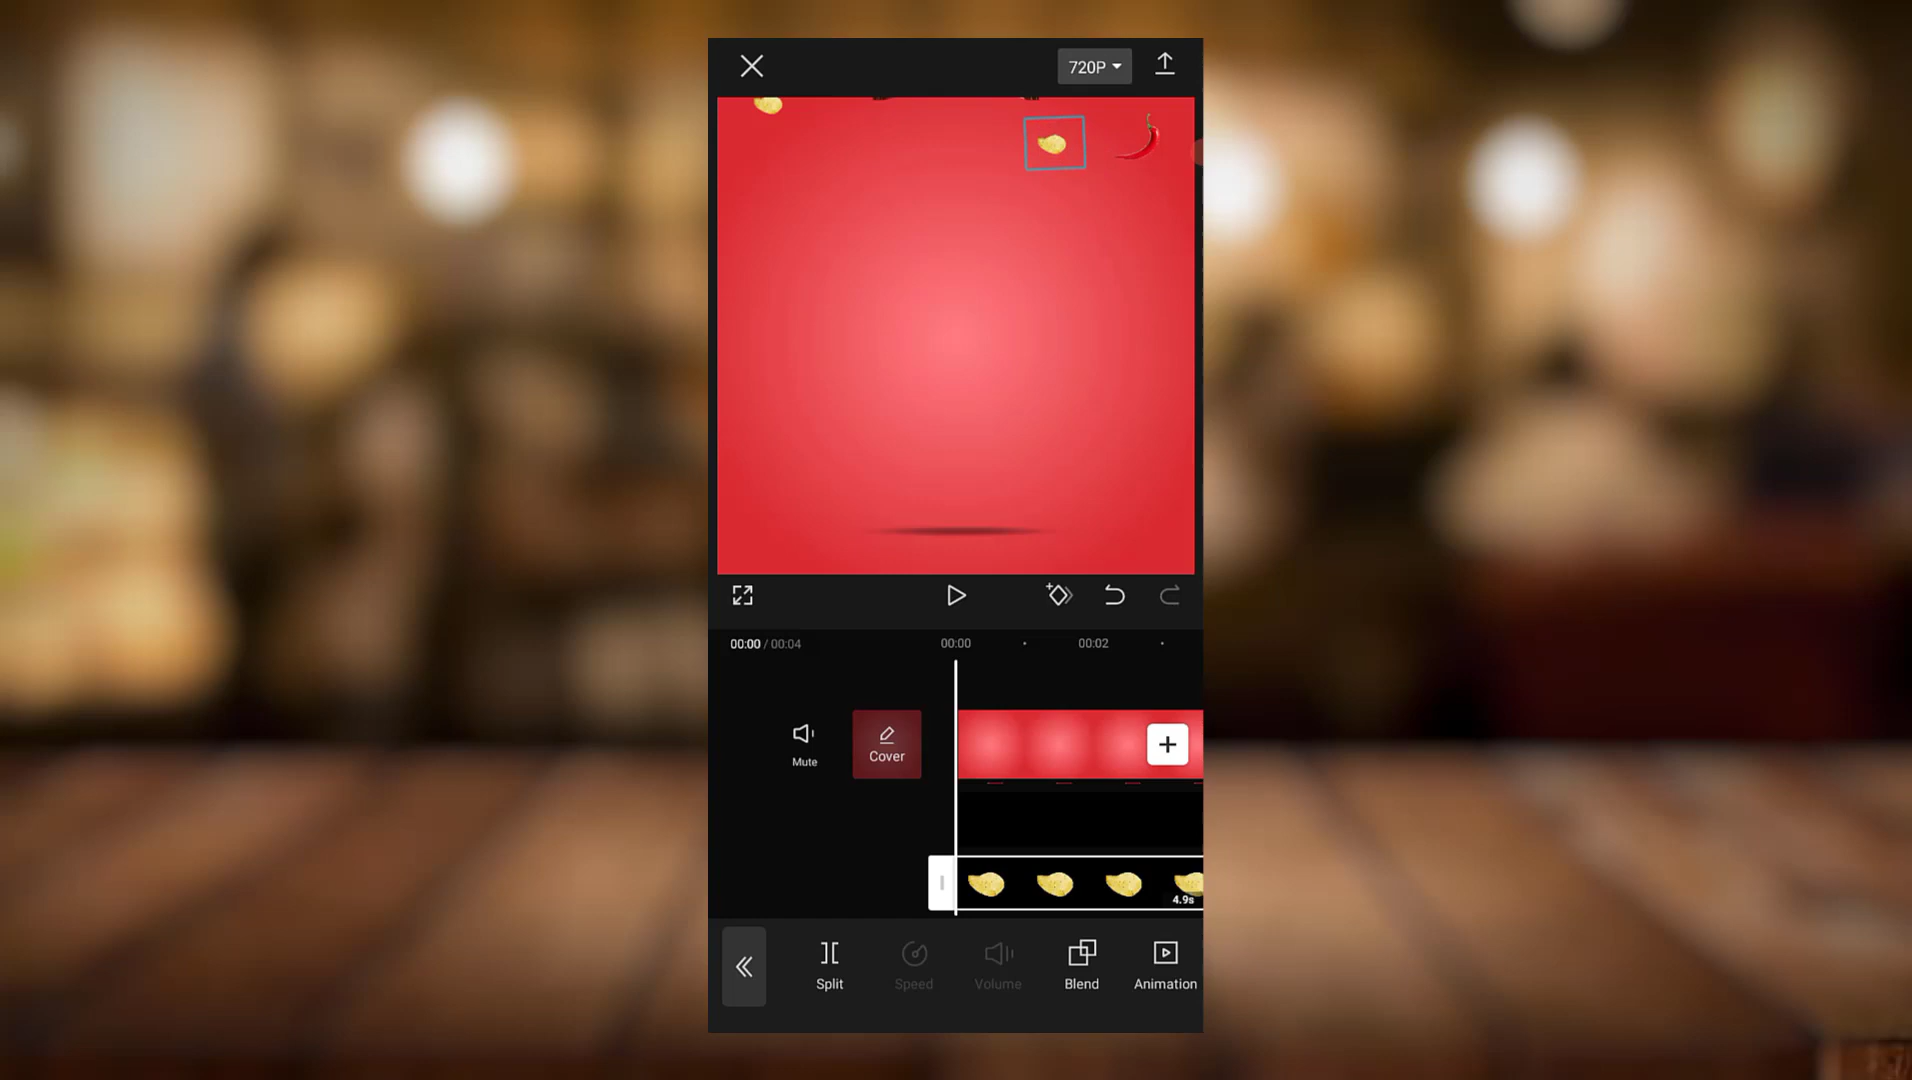 720P
00:00 / 00:04
00:00
00:02
Mute
Cover
4.9s
Split
Speed
Volume
Blend
Animation